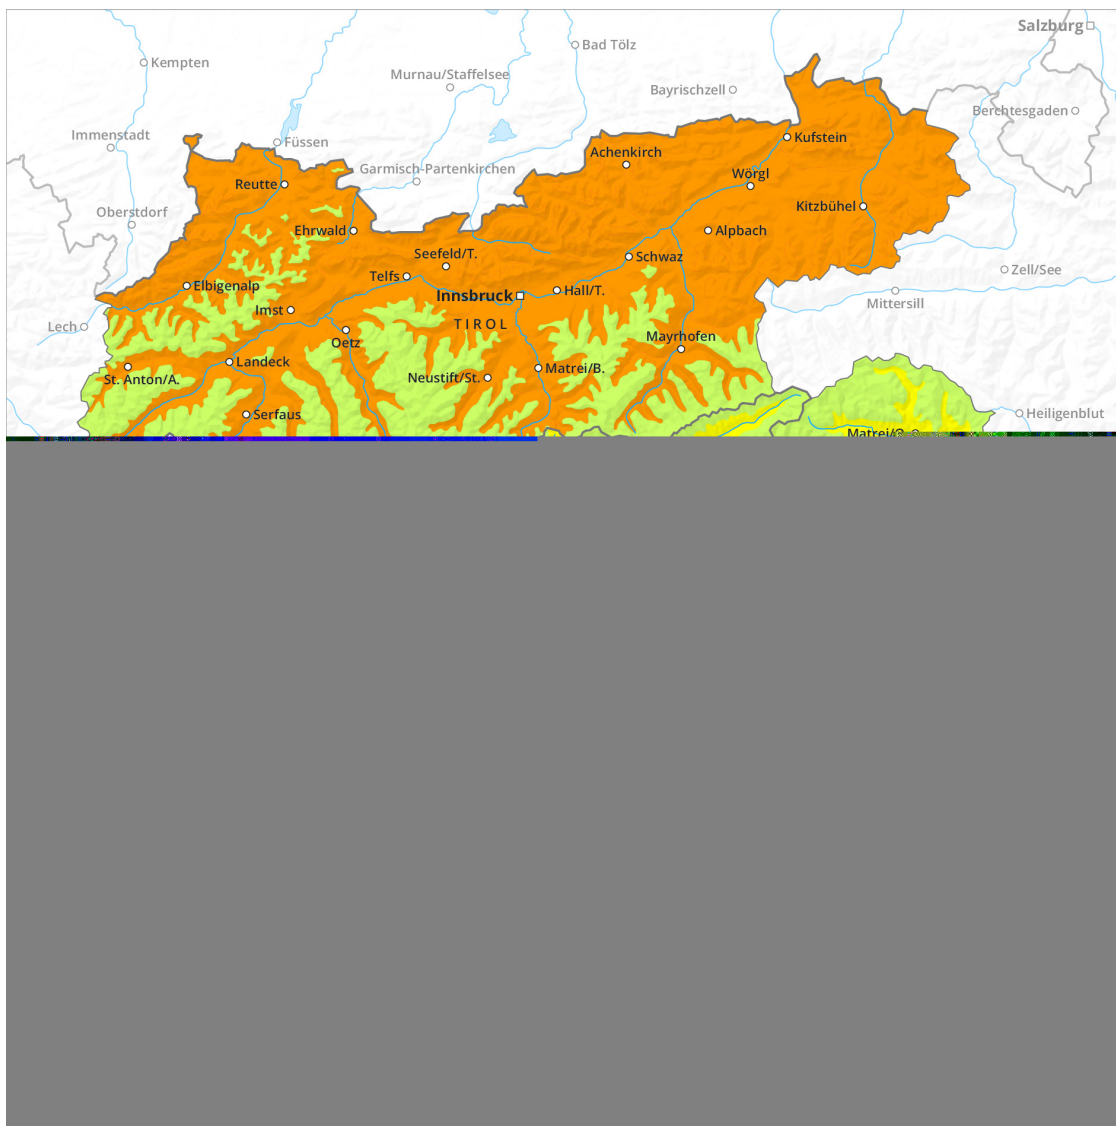 Salzburg
Bad Tölz
Kempten
Murnau/Staffelsee
Bayrischzell
Berchtesgaden
Immenstadt
Füssen
Kufstein
Achenkirch
Garmisch-Partenkirchen
Wörgl
Reutte
Kitzbühel
Oberstdorf
Ehrwald
Alpbach
Seefeld/T.
Schwaz
Zell/See
Telfs
Elbigenalp
Hall/T.
Innsbruck
Mittersill
Imst
TIROL
Lech
Oetz
Mayrhofen
Landeck
Matrei/B.
St. Anton/A.
Neustift/St.
Serfaus
Heiligenblut